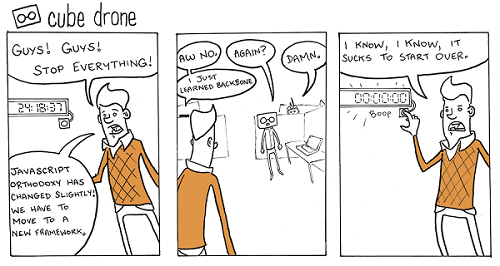 cube drone
GUYS! GUYS!
STOP EVERYTHING!
24:18:37
JAVASCRIPT
ORTHODOXY HAS
CHANGED SLIGHTLY:
WE HAVE TO
MOVE TO A
NEW FRAMEWORK.
AW NO.
I JUST
LEARNED BACKBONE
AGAIN?
DAMN.
I KNOW, I KNOW, IT
SUCKS TO START OVER.
00:00:00
BOOP